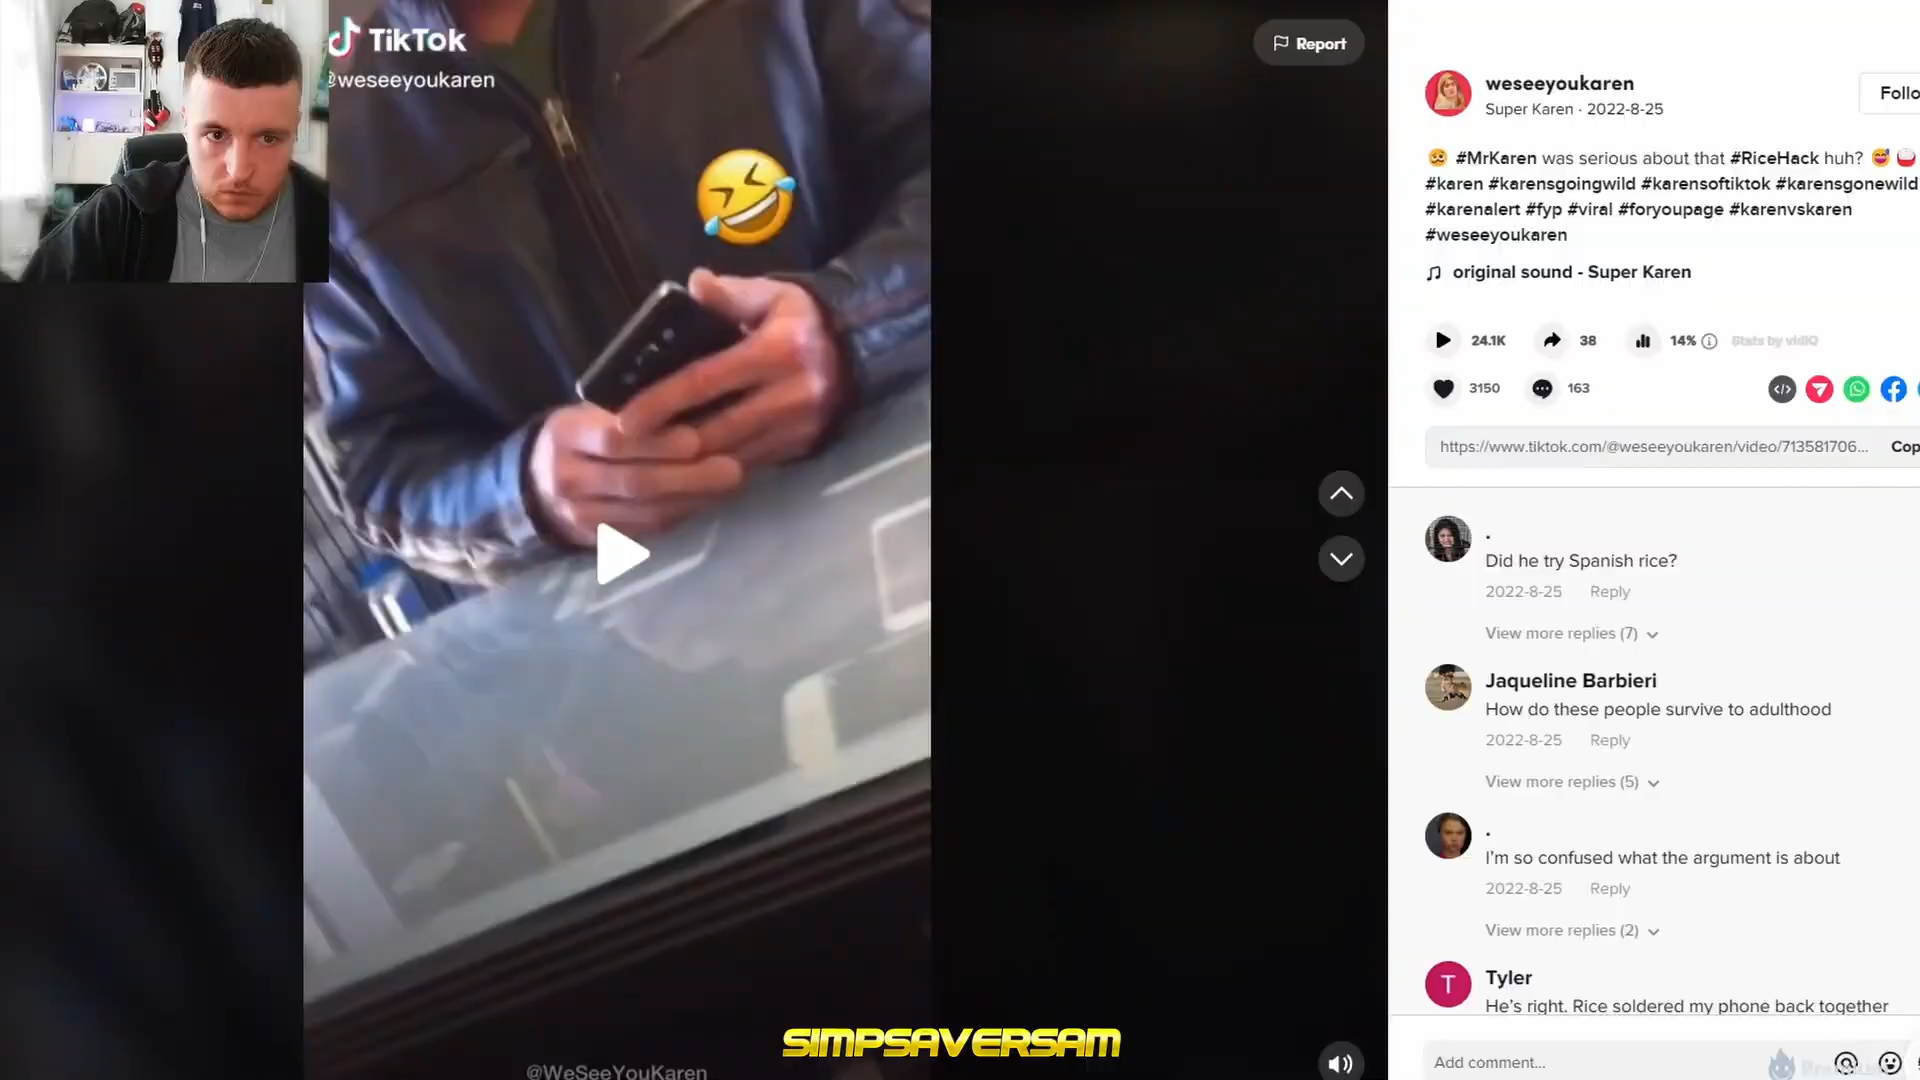 TikTok
@weseeyoukaren
Report
weseeyoukaren
Super Karen · 2022-8-25
Follo
#MrKaren was serious about that #RiceHack huh?
#karen #karensgoingwild #karensoftiktok #karensgonewild
#karenalert #fyp #viral #foryoupage #karenvskaren
#weseeyoukaren
original sound - Super Karen
24.1K
38
14%
Stats by vidIQ
3150
163
https://www.tiktok.com/@weseeyoukaren/video/713581706...
Cop
.
Did he try Spanish rice?
2022-8-25 Reply
View more replies (7)
Jaqueline Barbieri
How do these people survive to adulthood
2022-8-25 Reply
View more replies (5)
.
I'm so confused what the argument is about
2022-8-25 Reply
View more replies (2)
T
Tyler
He's right. Rice soldered my phone back together
Add comment...
SIMPSAVERSAM
@WeSeeYouKaren